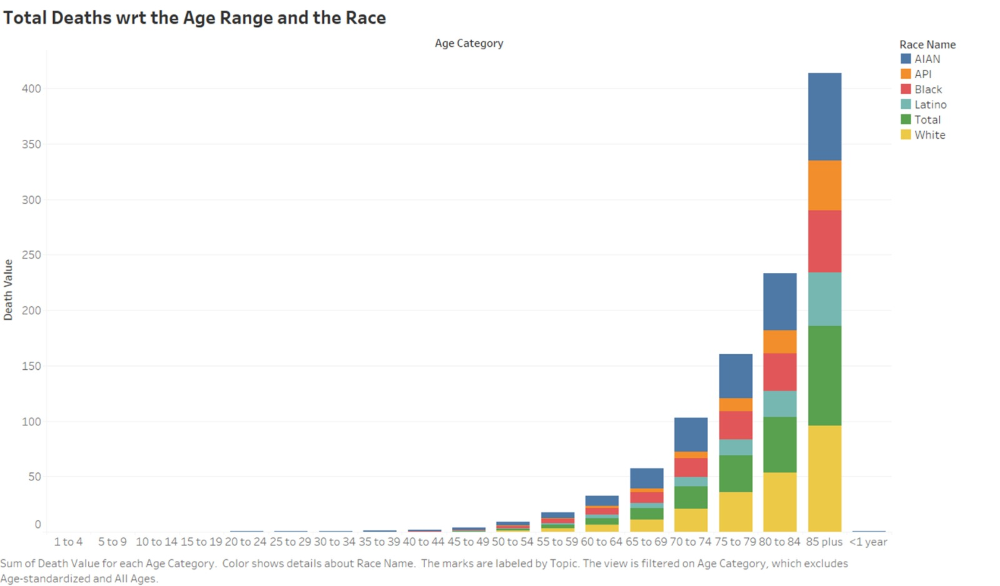 Total Deaths wrt the Age Range and the Race
Age Category
Race Name
AIAN
API
Black
Latino
Total
White
Death Value
400
350
300
250
200
150
100
50
0
1 to 4 5 to 9 10 to 14 15 to 19 20 to 24 25 to 29 30 to 34 35 to 39 40 to 44 45 to 49 50 to 54 55 to 59 60 to 64 65 to 69 70 to 74 75 to 79 80 to 84 85 plus <1 year
Sum of Death Value for each Age Category.  Color shows details about Race Name.  The marks are labeled by Topic. The view is filtered on Age Category, which excludes
Age-standardized and All Ages.